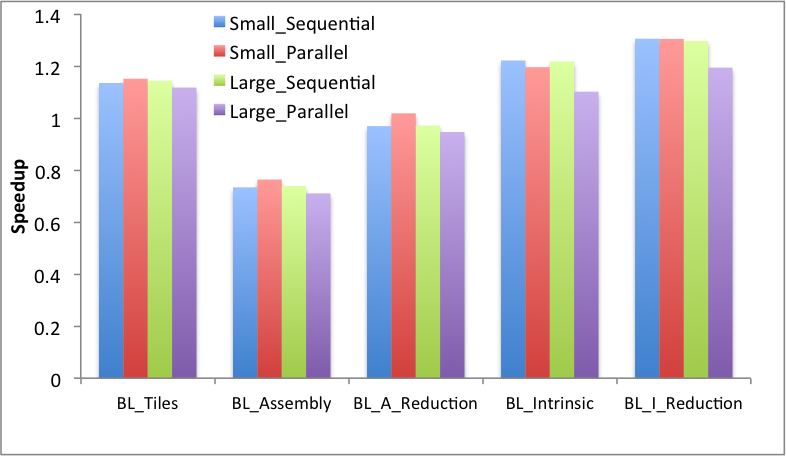 Small_Sequential
Small_Parallel
Large_Sequential
Large_Parallel
Speedup
1.4
1.2
1
0.8
0.6
0.4
0.2
0
BL_Tiles
BL_Assembly
BL_A_Reduction
BL_Intrinsic
BL_I_Reduction